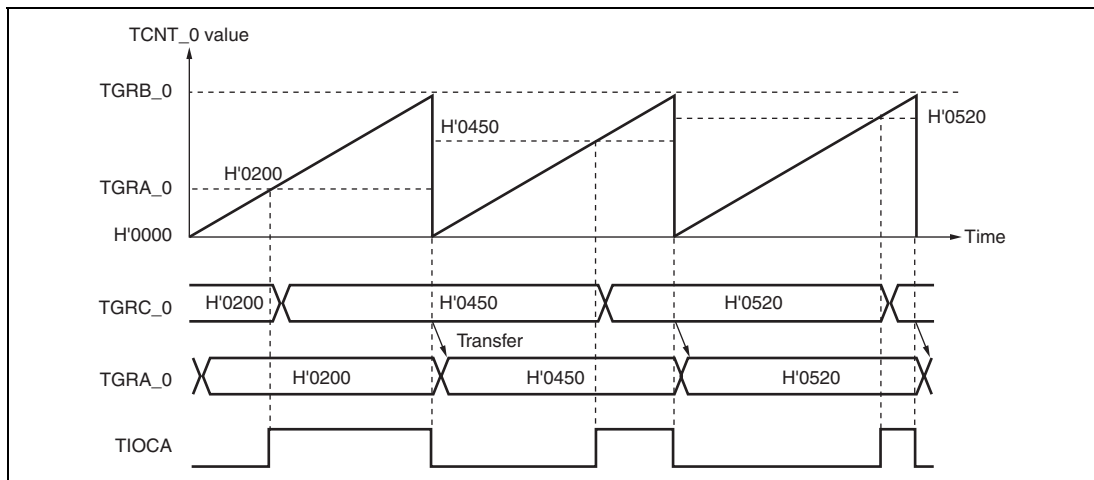 TCNT_0 value
TGRB_0
H'0450
H'0520
H'0200
TGRA_0
H'0000
Time
TGRC_0
H'0200
H'0450
H'0520
Transfer
TGRA_0
H'0200
H'0450
H'0520
TIOCA